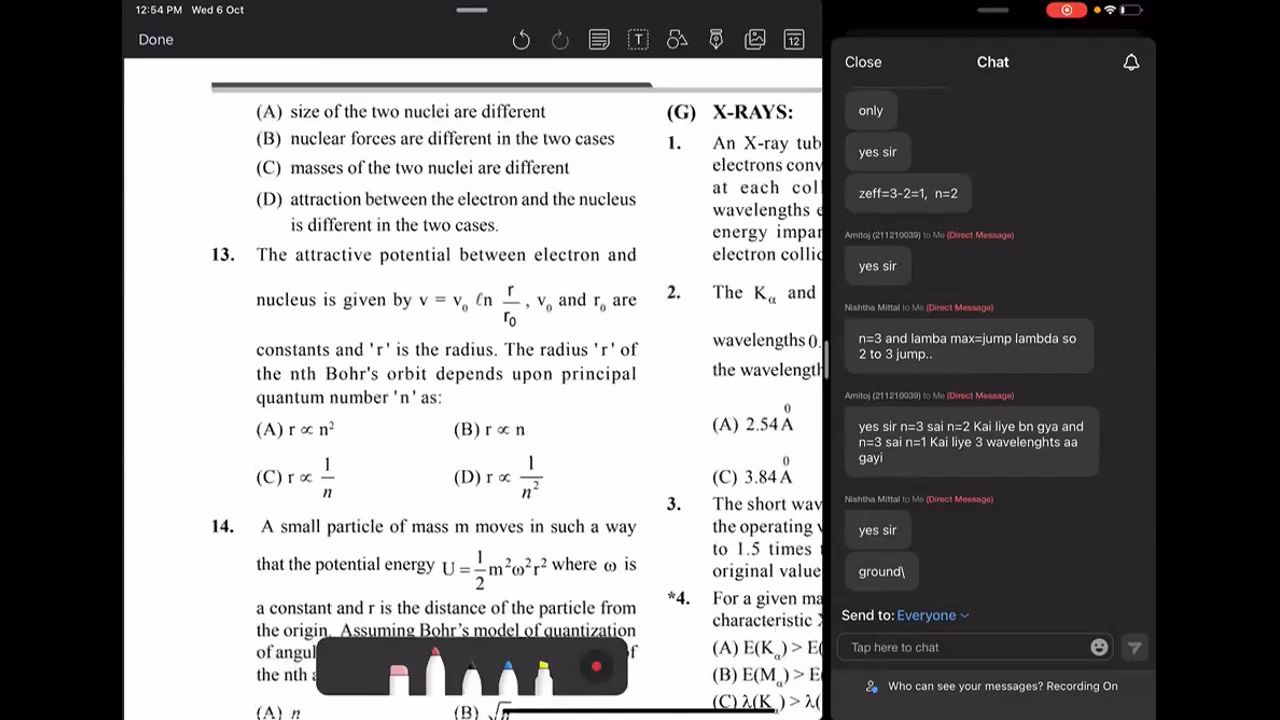 12:54 PM Wed 6 Oct
Done
T
12
(A) size of the two nuclei are different
(B) nuclear forces are different in the two cases
(C) masses of the two nuclei are different
(D) attraction between the electron and the nucleus
is different in the two cases.
13. The attractive potential between electron and
nucleus is given by v = v₀ ℓn r/r₀ , v₀ and r₀ are
constants and 'r' is the radius. The radius 'r' of
the nth Bohr's orbit depends upon principal
quantum number 'n' as:
(A) r ∝ n² (B) r ∝ n
(C) r ∝ 1/n (D) r ∝ 1/n²
14. A small particle of mass m moves in such a way
that the potential energy U = 1/2 m²ω²r² where ω is
a constant and r is the distance of the particle from
the origin. Assuming Bohr's model of quantization
of
the nth
(A) n (B) √n
(G) X-RAYS:
1. An X-ray
electrons
at each
wavelengths
energy
electron
2. The Kα and
wavelengths 0.
the
(A) 2.54 Å
(C) 3.84 Å
3. The short
the operating
to 1.5 times
original value
*4. For a given
characteristic
(A) E(Kα) > E(
(B) E(Mα) > E
(C) λ(K ) > λ(
Close
Chat
only
yes sir
zeff=3-2=1, n=2
Amitoj (211210039) to Me (Direct Message)
yes sir
Nishtha Mittal to Me (Direct Message)
n=3 and lamba max=jump lambda so
2 to 3 jump..
Amitoj (211210039) to Me (Direct Message)
yes sir n=3 sai n=2 Kai liye bn gya and
n=3 sai n=1 Kai liye 3 wavelenghts aa
gayi
Nishtha Mittal to Me (Direct Message)
yes sir
ground\
Send to: Everyone
Tap here to chat
Who can see your messages? Recording On